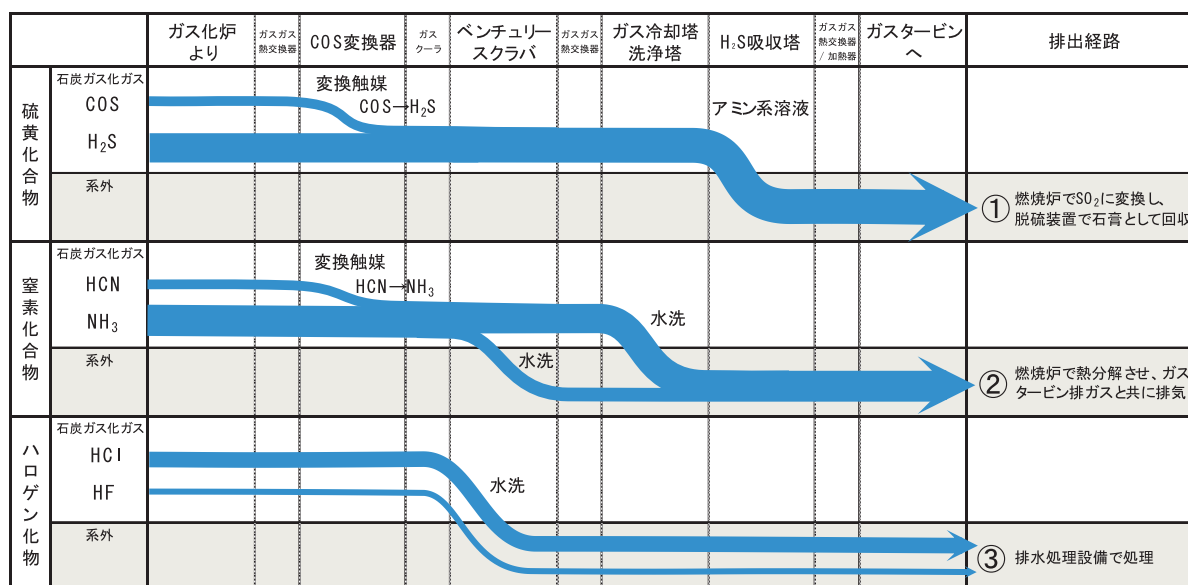 ガス化炉
より
ガスガス
熱交換器
COS変換器
ガス
クーラ
ベンチュリー
スクラバ
ガスガス
熱交換器
ガス冷却塔
洗浄塔
H₂S吸収塔
ガスガス
熱交換器
/加熱器
ガスタービン
へ
排出経路
硫黄化合物
石炭ガス化ガス
COS
H₂S
系外
変換触媒
COS→H₂S
アミン系溶液
① 燃焼炉でSO₂に変換し、
脱硫装置で石膏として回収
窒素化合物
石炭ガス化ガス
HCN
NH₃
系外
変換触媒
HCN→NH₃
水洗
水洗
② 燃焼炉で熱分解させ、ガス
タービン排ガスと共に排気
ハロゲン化物
石炭ガス化ガス
HCl
HF
系外
水洗
③ 排水処理設備で処理